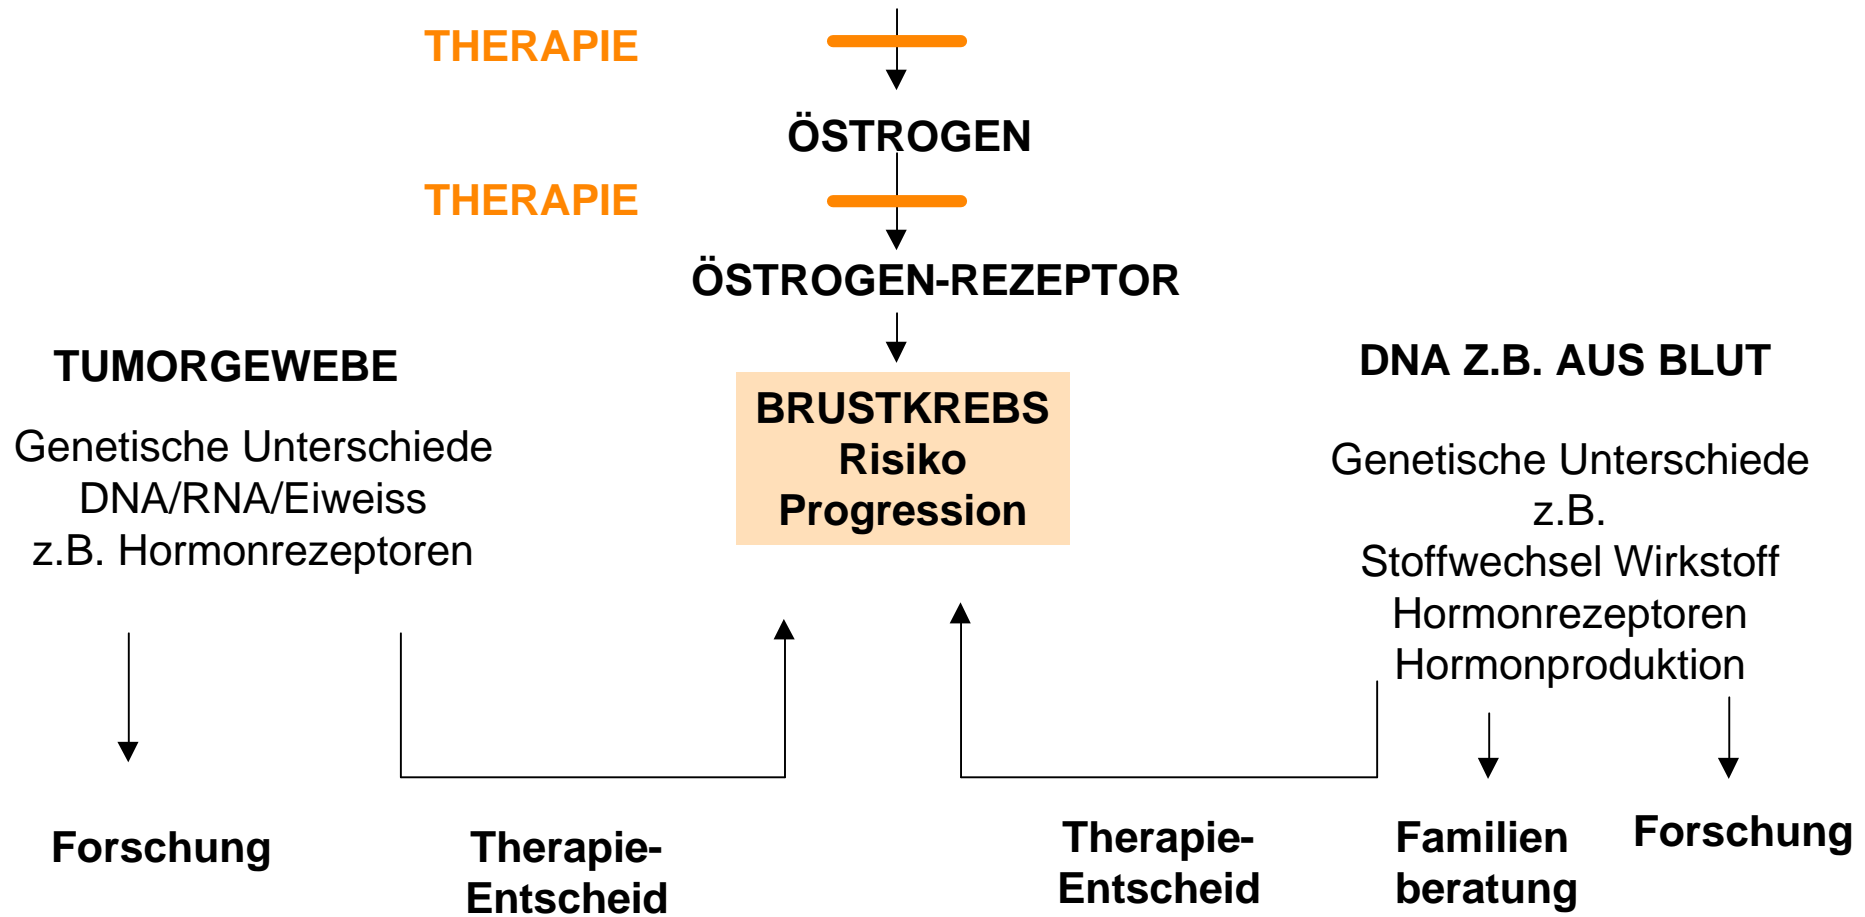 THERAPIE
ÖSTROGEN
THERAPIE
ÖSTROGEN-REZEPTOR
TUMORGEWEBE
Genetische Unterschiede
DNA/RNA/Eiweiss
z.B. Hormonrezeptoren
BRUSTKREBS
Risiko
Progression
DNA Z.B. AUS BLUT
Genetische Unterschiede
z.B.
Stoffwechsel Wirkstoff
Hormonrezeptoren
Hormonproduktion
Forschung
Therapie-
Entscheid
Therapie-
Entscheid
Familien
beratung
Forschung